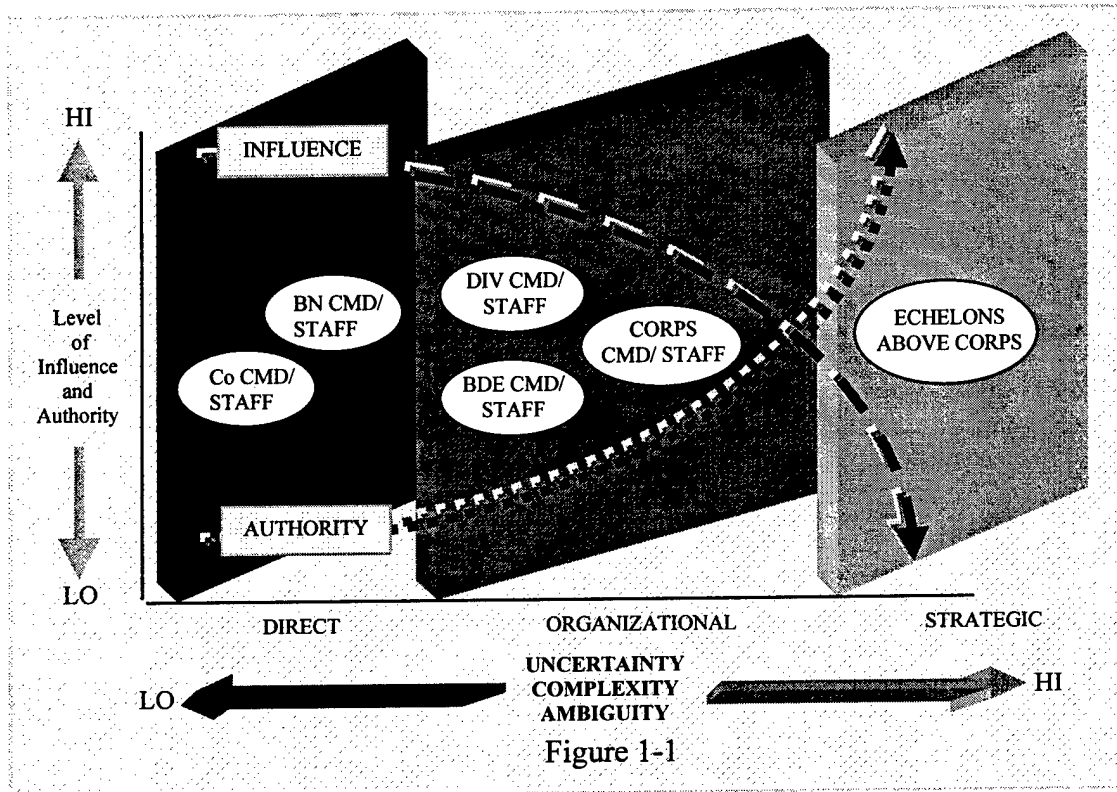 HI
INFLUENCE
DIV CMD/
STAFF
BN CMD/
STAFF
CORPS
CMD/ STAFF
ECHELONS
ABOVE CORPS
Level
of
Influence
and
Authority
Co CMD/
STAFF
BDE CMD/
STAFF
AUTHORITY
LO
DIRECT
ORGANIZATIONAL
STRATEGIC
LO
UNCERTAINTY
COMPLEXITY
AMBIGUITY
HI
Figure 1-1